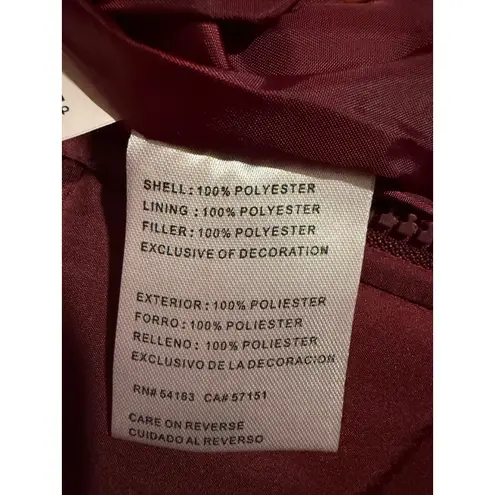 SHELL: 100% POLYESTER
LINING : 100% POLYESTER
FILLER: 100% POLYESTER
EXCLUSIVE OF DECORATION
EXTERIOR: 100% POLIESTER
FORRO: 100% POLIESTER
RELLENO: 100% POLIESTER
EXCLUSIVO DE LA DECORACION
RN# 54183 CA# 57151
CARE ON REVERSE
CUIDADO AL REVERSO